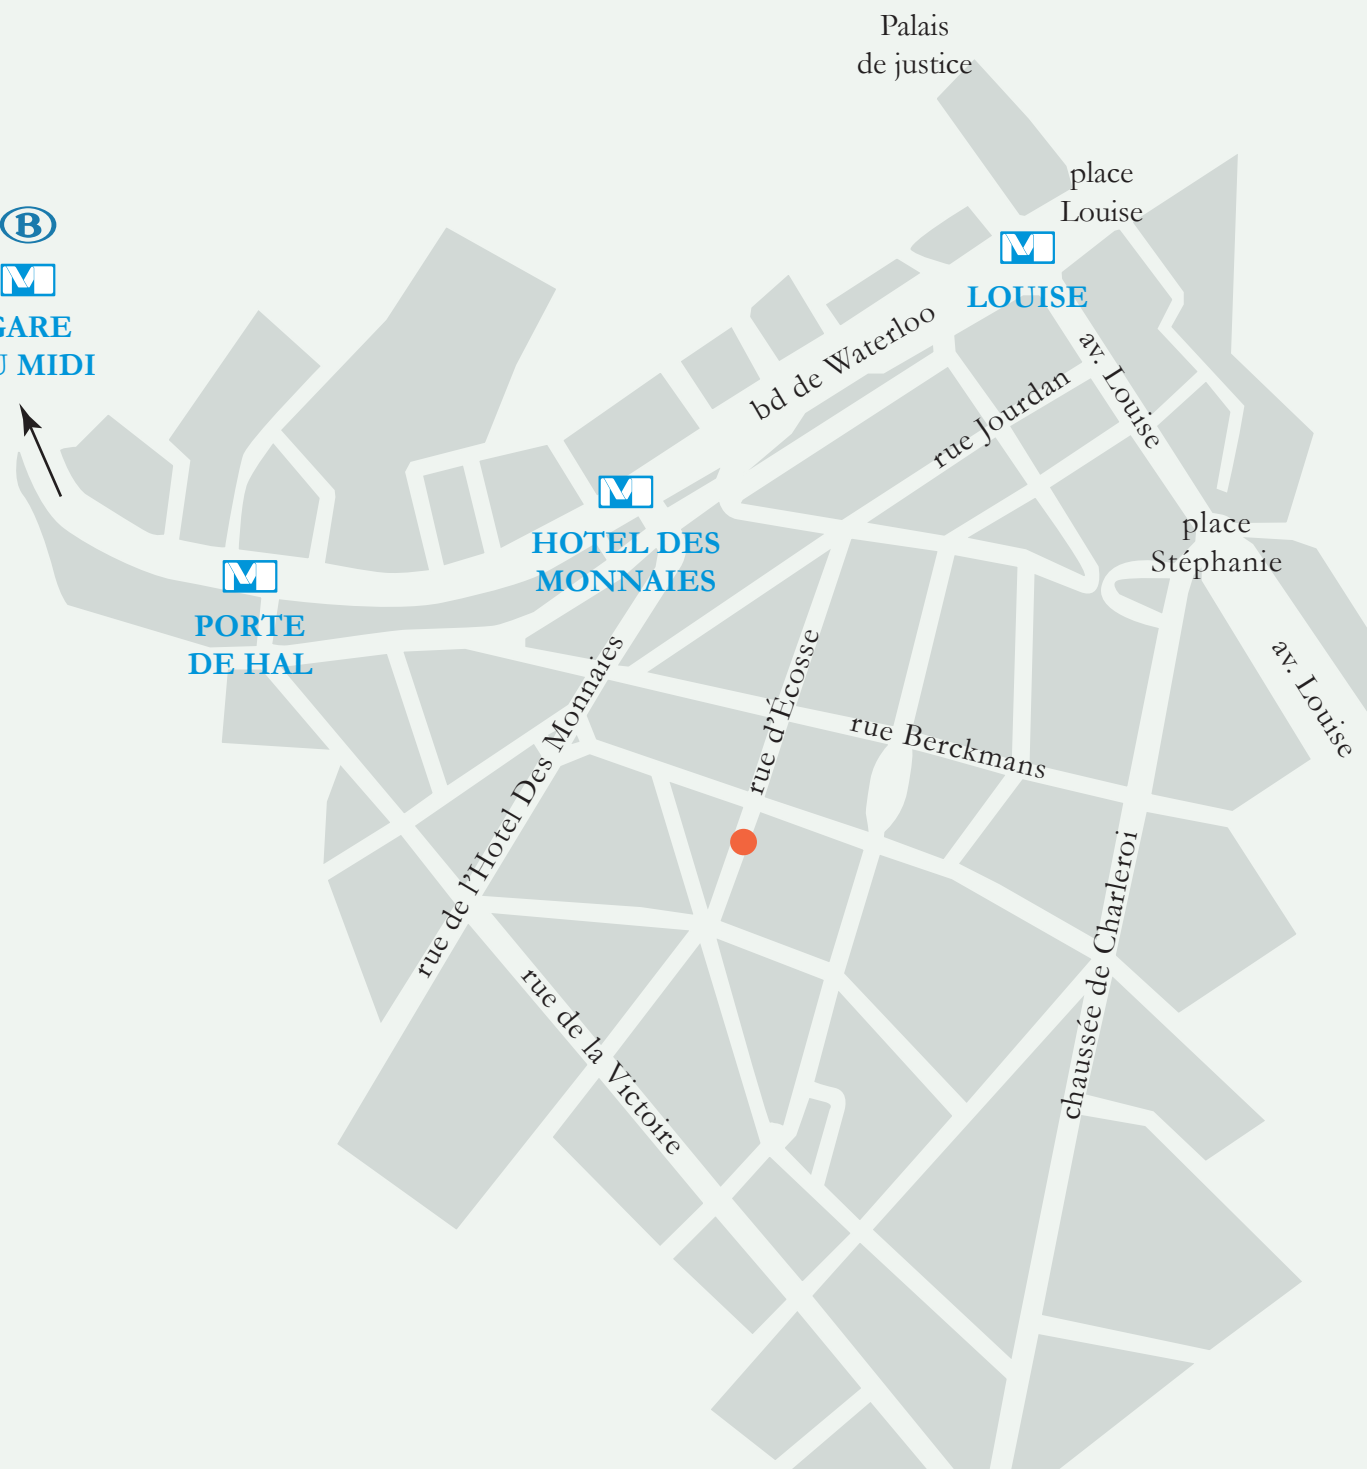 Palais
de justice
place
Louise
B
M
M
LOUISE
GARE
U MIDI
bd de Waterloo
av. Louise
rue Jourdan
M
HOTEL DES
MONNAIES
place
Stéphanie
M
PORTE
DE HAL
rue d'Écosse
av. Louise
rue de l'Hotel Des Monnaies
rue Berckmans
chaussée de Charleroi
rue de la Victoire